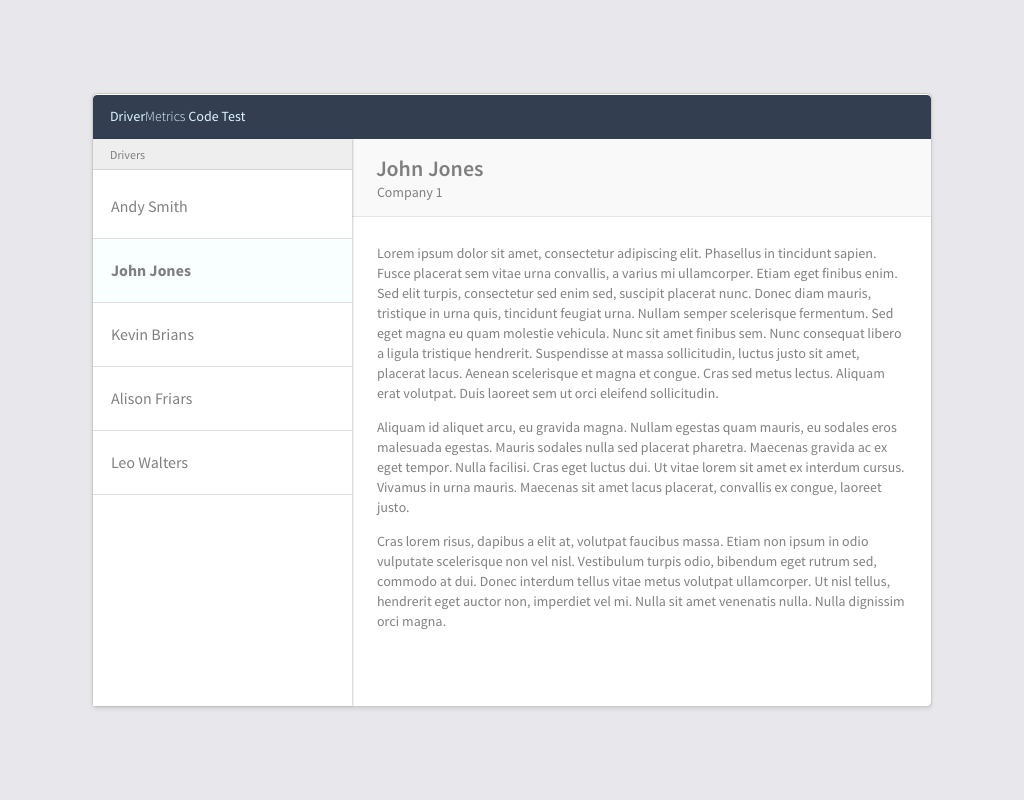 DriverMetrics Code Test
Drivers
Andy Smith
John Jones
Kevin Brians
Alison Friars
Leo Walters
John Jones
Company 1
Lorem ipsum dolor sit amet, consectetur adipiscing elit. Phasellus in tincidunt sapien.
Fusce placerat sem vitae urna convallis, a varius mi ullamcorper. Etiam eget finibus enim.
Sed elit turpis, consectetur sed enim sed, suscipit placerat nunc. Donec diam mauris,
tristique in urna quis, tincidunt feugiat urna. Nullam semper scelerisque fermentum. Sed
eget magna eu quam molestie vehicula. Nunc sit amet finibus sem. Nunc consequat libero
a ligula tristique hendrerit. Suspendisse at massa sollicitudin, luctus justo sit amet,
placerat lacus. Aenean scelerisque et magna et congue. Cras sed metus lectus. Aliquam
erat volutpat. Duis laoreet sem ut orci eleifend sollicitudin.
Aliquam id aliquet arcu, eu gravida magna. Nullam egestas quam mauris, eu sodales eros
malesuada egestas. Mauris sodales nulla sed placerat pharetra. Maecenas gravida ac ex
eget tempor. Nulla facilisi. Cras eget luctus dui. Ut vitae lorem sit amet ex interdum cursus.
Vivamus in urna mauris. Maecenas sit amet lacus placerat, convallis ex congue, laoreet
justo.
Cras lorem risus, dapibus a elit at, volutpat faucibus massa. Etiam non ipsum in odio
vulputate scelerisque non vel nisl. Vestibulum turpis odio, bibendum eget rutrum sed,
commodo at dui. Donec interdum tellus vitae metus volutpat ullamcorper. Ut nisl tellus,
hendrerit eget auctor non, imperdiet vel mi. Nulla sit amet venenatis nulla. Nulla dignissim
orci magna.